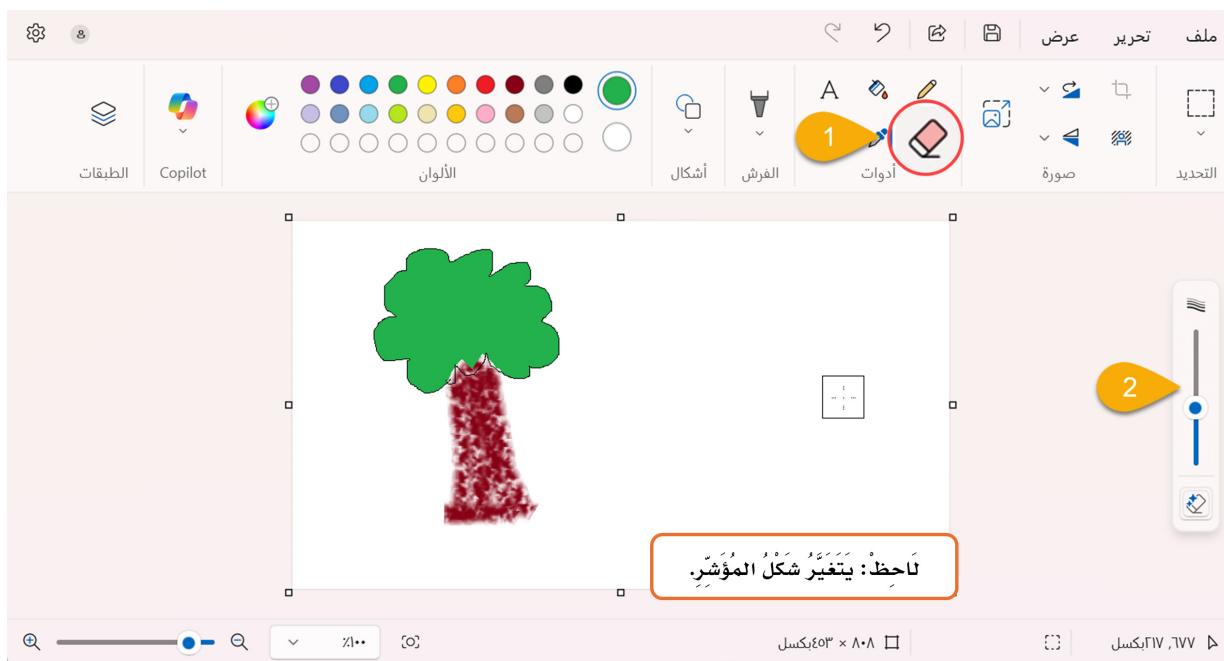 ملف تحرير عرض
A
1
2
التحديد صورة أدوات الفرش أشكال الألوان Copilot الطبقات
لَاحِظْ: يَتَغَيَّرُ شَكْلُ المُؤَشِّرِ.
٦٧٧, ٢١٧بكسل ٨٠٨ × ٤٥٣بكسل ٪١٠٠